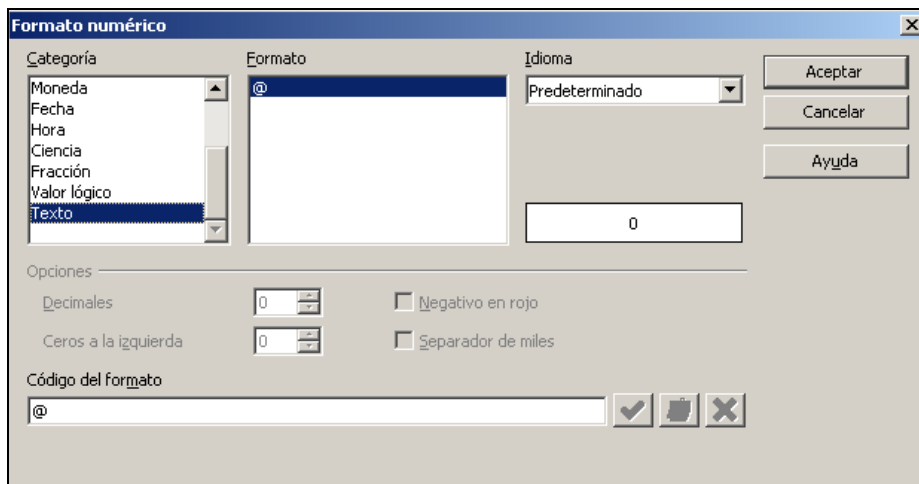 Formato numérico
Categoría
Moneda
Fecha
Hora
Ciencia
Fracción
Valor lógico
Texto
Formato
@
Idioma
Predeterminado
0
Aceptar
Cancelar
Ayuda
Opciones
Decimales
0
Negativo en rojo
Ceros a la izquierda
0
Separador de miles
Código del formato
@